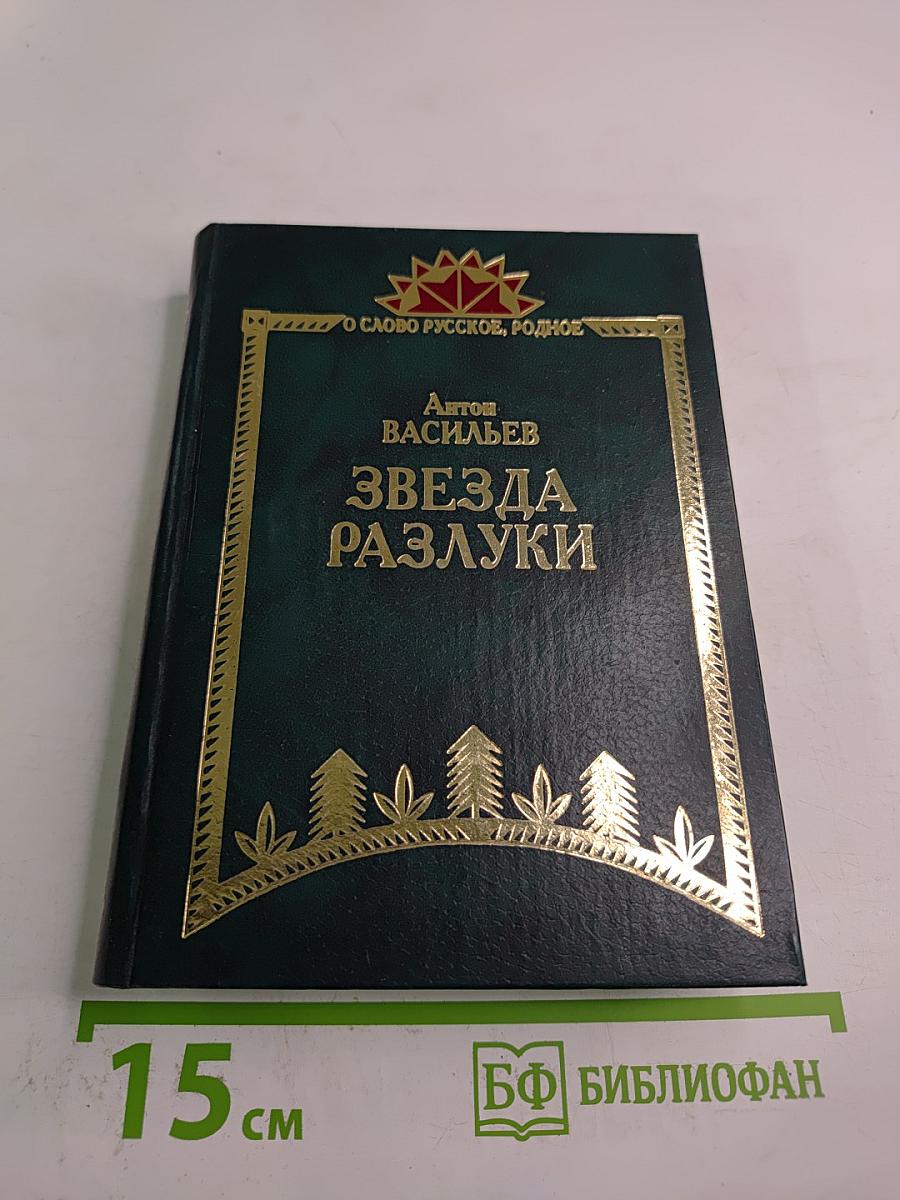 О СЛОВО РУССКОЕ, РОДНОЕ
Антон
ВАСИЛЬЕВ
ЗВЕЗДА
РАЗЛУКИ
15 см
БФ БИБЛИОФАН